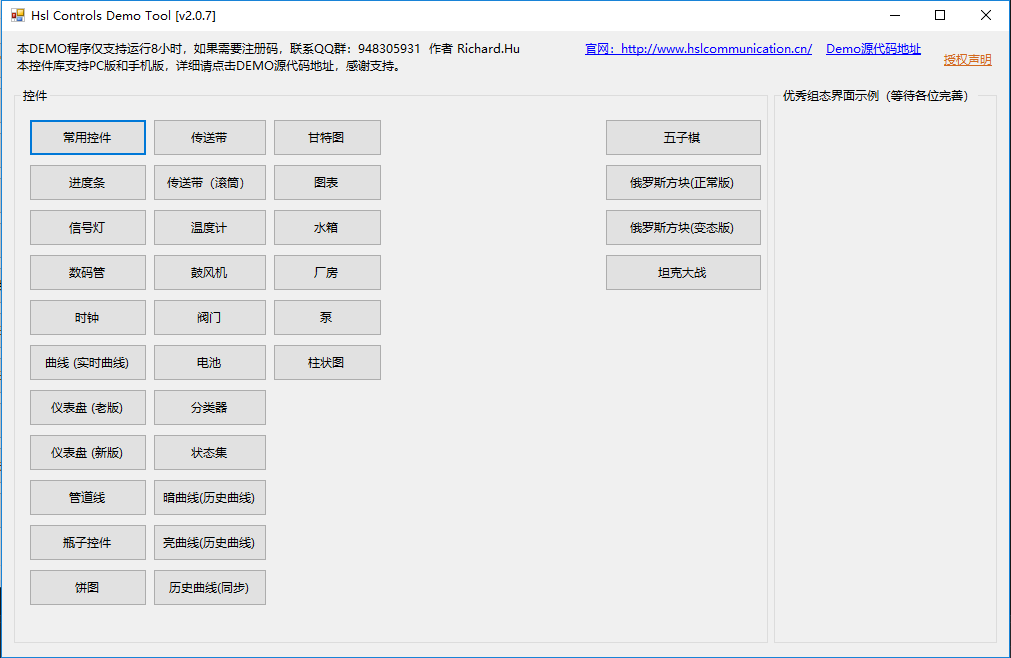 Hsl Controls Demo Tool [v2.0.7]
本DEMO程序仅支持运行8小时，如果需要注册码，联系QQ群：948305931 作者 Richard.Hu
官网：http://www.hslcommunication.cn/ Demo源代码地址
本控件库支持PC版和手机版，详细请点击DEMO源代码地址，感谢支持。
授权声明
控件
优秀组态界面示例（等待各位完善）
常用控件 传送带 甘特图 五子棋
进度条 传送带（滚筒） 图表 俄罗斯方块(正常版)
信号灯 温度计 水箱 俄罗斯方块(变态版)
数码管 鼓风机 厂房 坦克大战
时钟 阀门 泵
曲线 (实时曲线) 电池 柱状图
仪表盘 (老版) 分类器
仪表盘 (新版) 状态集
管道线 暗曲线(历史曲线)
瓶子控件 亮曲线(历史曲线)
饼图 历史曲线(同步)